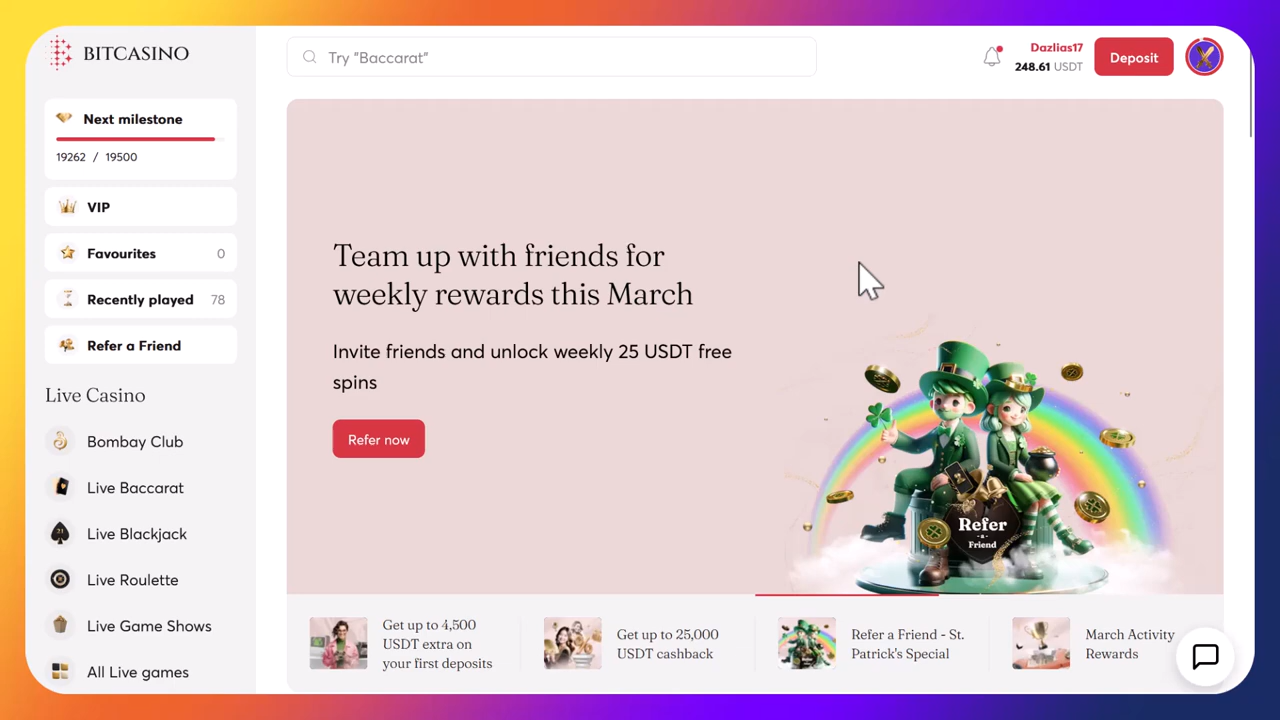 BITCASINO
Try "Baccarat"
Dazlias17
248.61 USDT
Deposit
Next milestone
19262 / 19500
VIP
Favourites 0
Recently played 78
Refer a Friend
Live Casino
Bombay Club
Live Baccarat
Live Blackjack
Live Roulette
Live Game Shows
All Live games
Team up with friends for
weekly rewards this March
Invite friends and unlock weekly 25 USDT free
spins
Refer now
Refer
- a -
Friend
Get up to 4,500
USDT extra on
your first deposits
Get up to 25,000
USDT cashback
Refer a Friend - St.
Patrick's Special
March Activity
Rewards